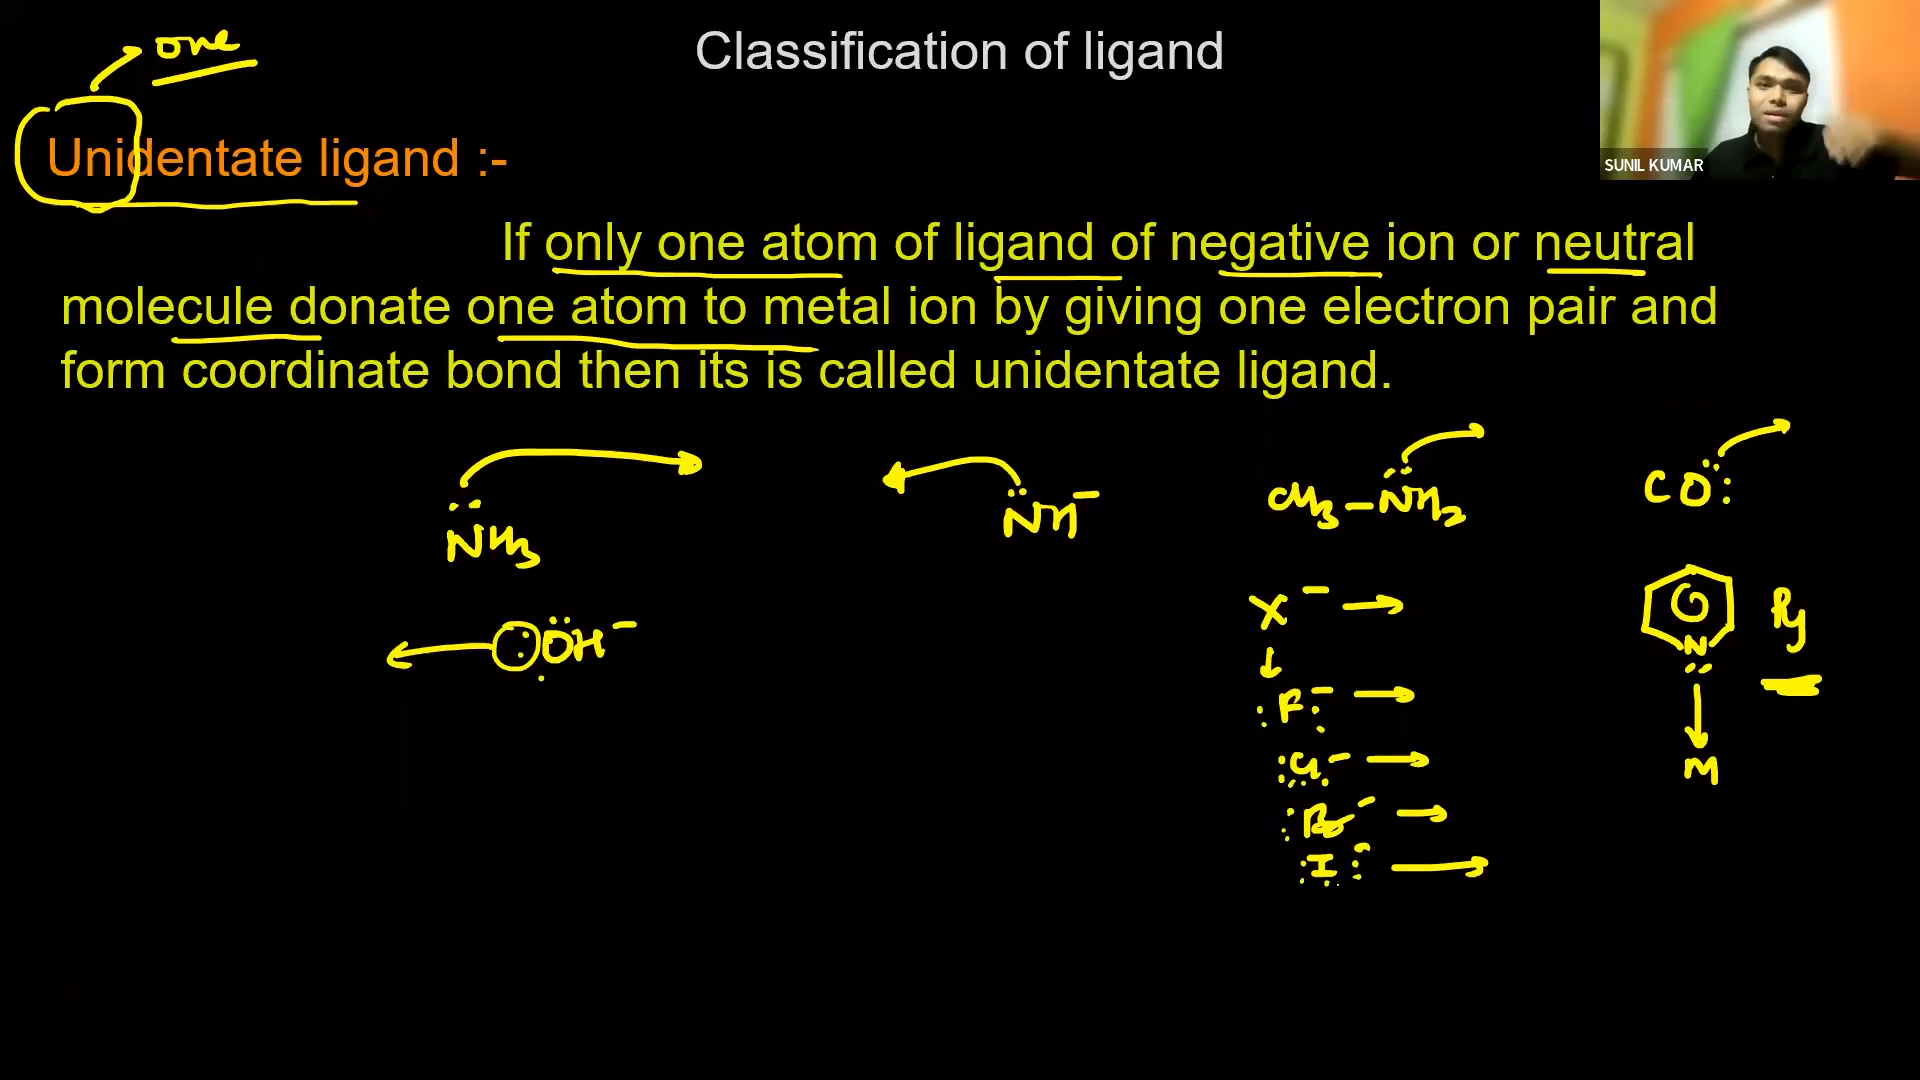 one
Classification of ligand
SUNIL KUMAR
Unidentate ligand :-
If only one atom of ligand of negative ion or neutral
molecule donate one atom to metal ion by giving one electron pair and
form coordinate bond then its is called unidentate ligand.
NH3 NH⁻ CH3–NH2 CO:
X⁻ →
:OH⁻
N Py
F⁻ →
Cl⁻ →
M
Br⁻ →
I⁻ →